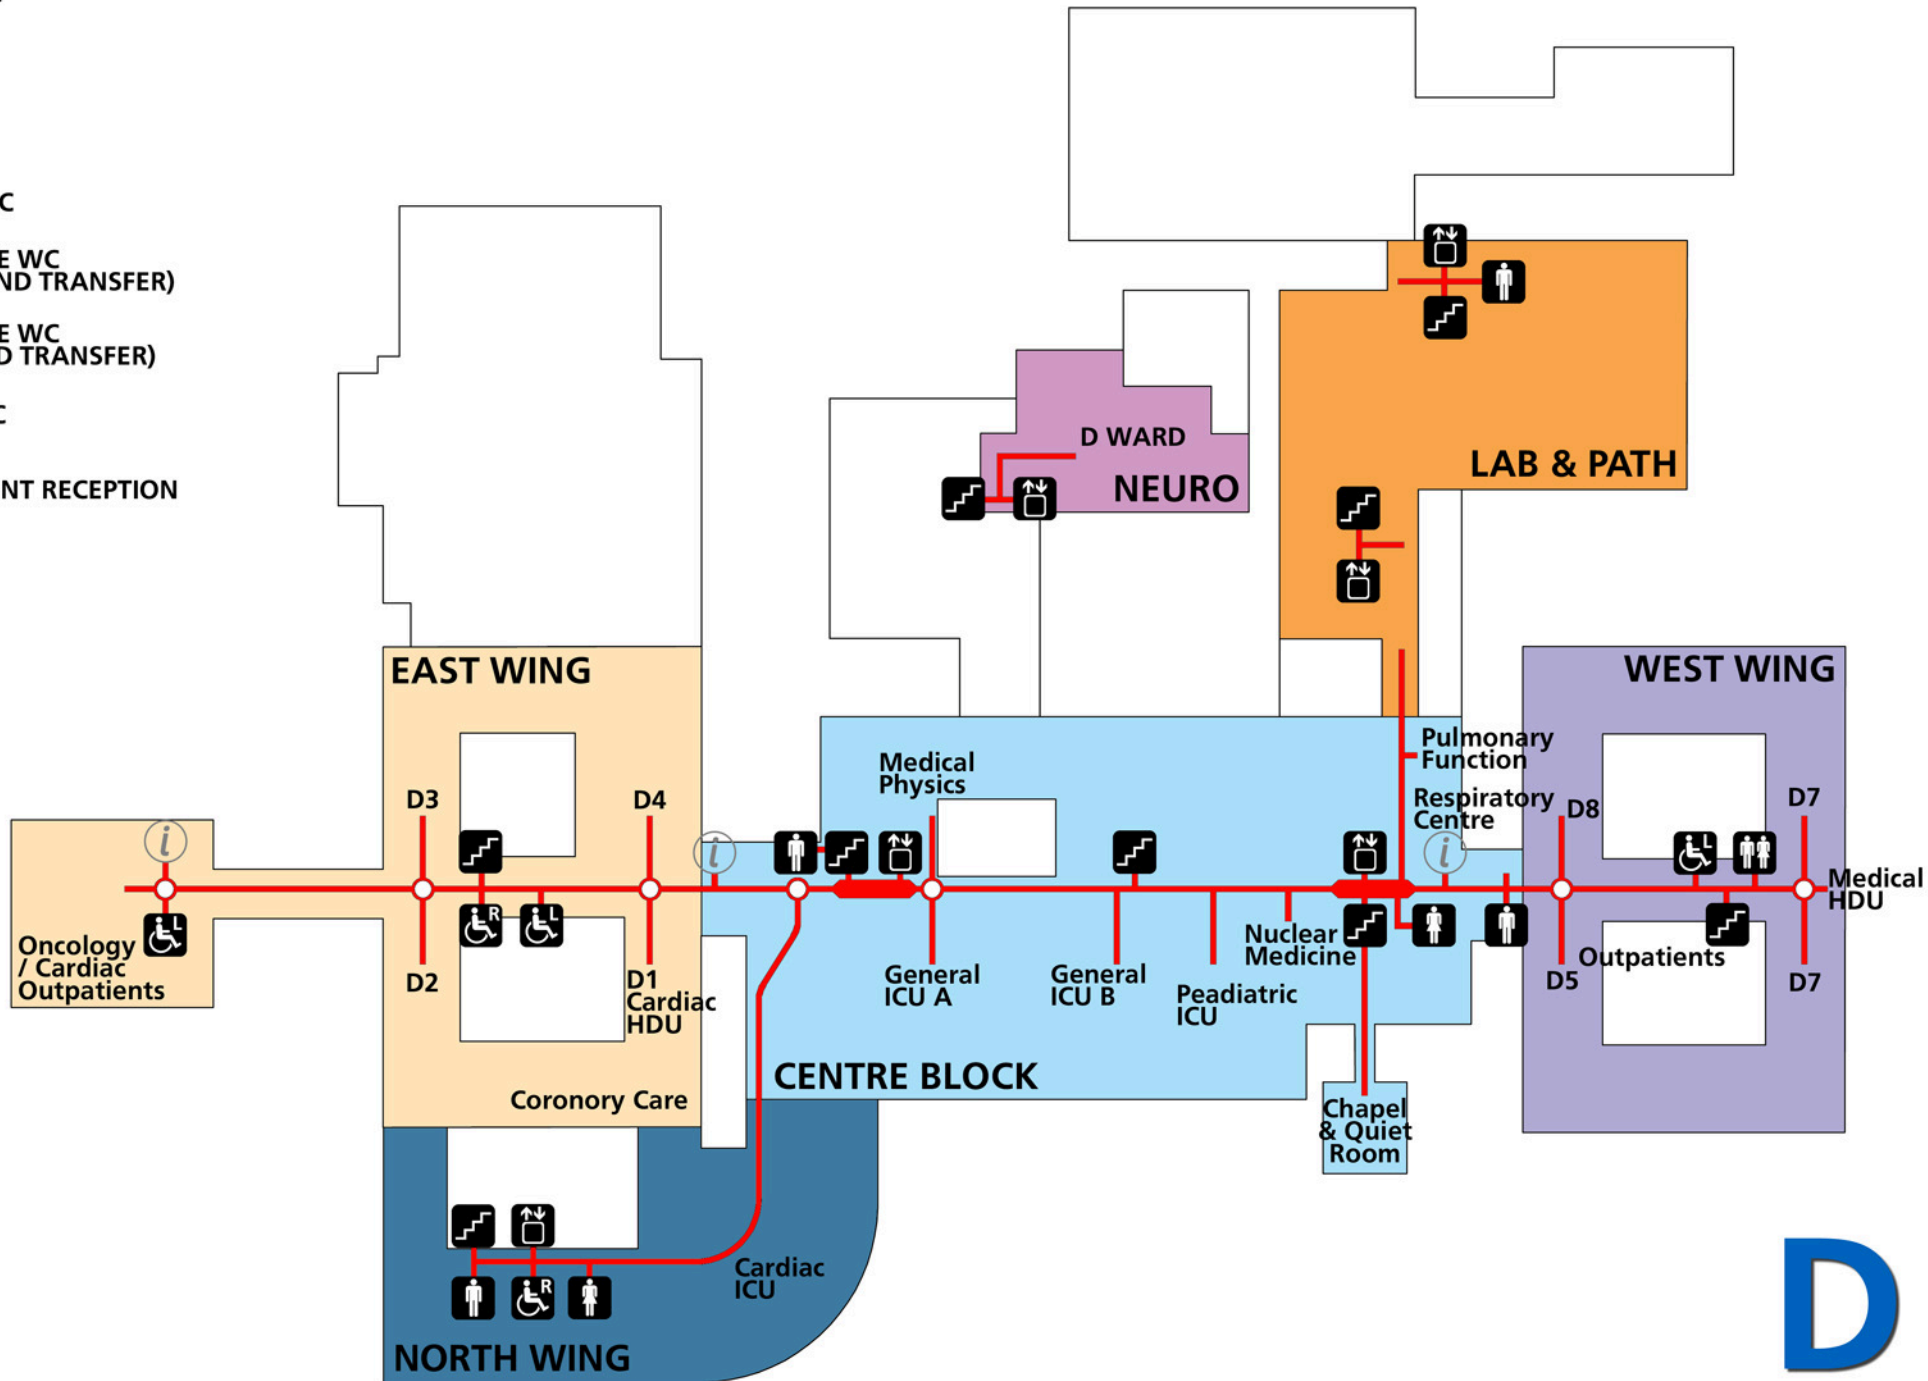 C
E WC
ND TRANSFER)
E WC
D TRANSFER)
C
NT RECEPTION
D WARD
NEURO
LAB & PATH
EAST WING
WEST WING
Pulmonary
Function
Medical
Physics
Respiratory
Centre
D3
D4
D8
D7
i
i
i
L
Medical
HDU
R
L
L
Oncology
/ Cardiac
Outpatients
D2
D1
Cardiac
HDU
General
ICU A
General
ICU B
Peadiatric
ICU
Nuclear
Medicine
D5
Outpatients
D7
CENTRE BLOCK
Coronory Care
Chapel
& Quiet
Room
Cardiac
ICU
R
NORTH WING
D